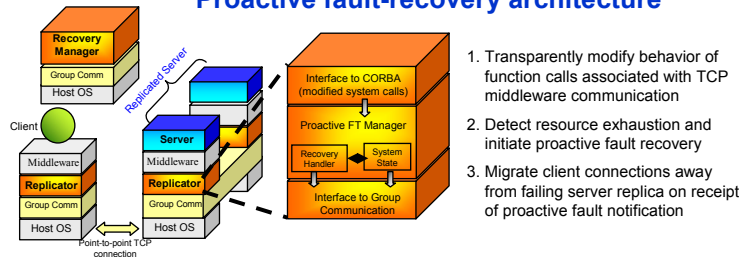 Proactive fault-recovery architecture
Recovery
Manager
Group Comm
Host OS
Replicated Server
Client
Server
Middleware
Middleware
Replicator
Replicator
Group Comm
Group Comm
Host OS
Host OS
Point-to-point TCP
connection
Interface to CORBA
(modified system calls)
Proactive FT Manager
Recovery
Handler
System
State
Interface to Group
Communication
1. Transparently modify behavior of
function calls associated with TCP
middleware communication
2. Detect resource exhaustion and
initiate proactive fault recovery
3. Migrate client connections away
from failing server replica on receipt
of proactive fault notification